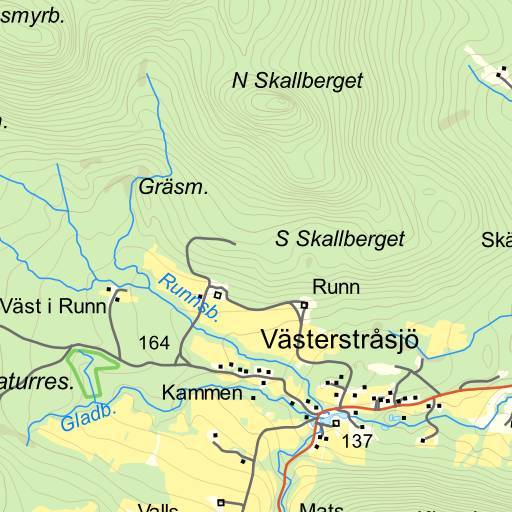 smyrb.
N Skallberget
Gräsm.
S Skallberget
Skä
Runnsb.
Runn
Väst i Runn
Västerstråsjö
164
aturres.
Kammen
Gladb.
137
Valls
Mats